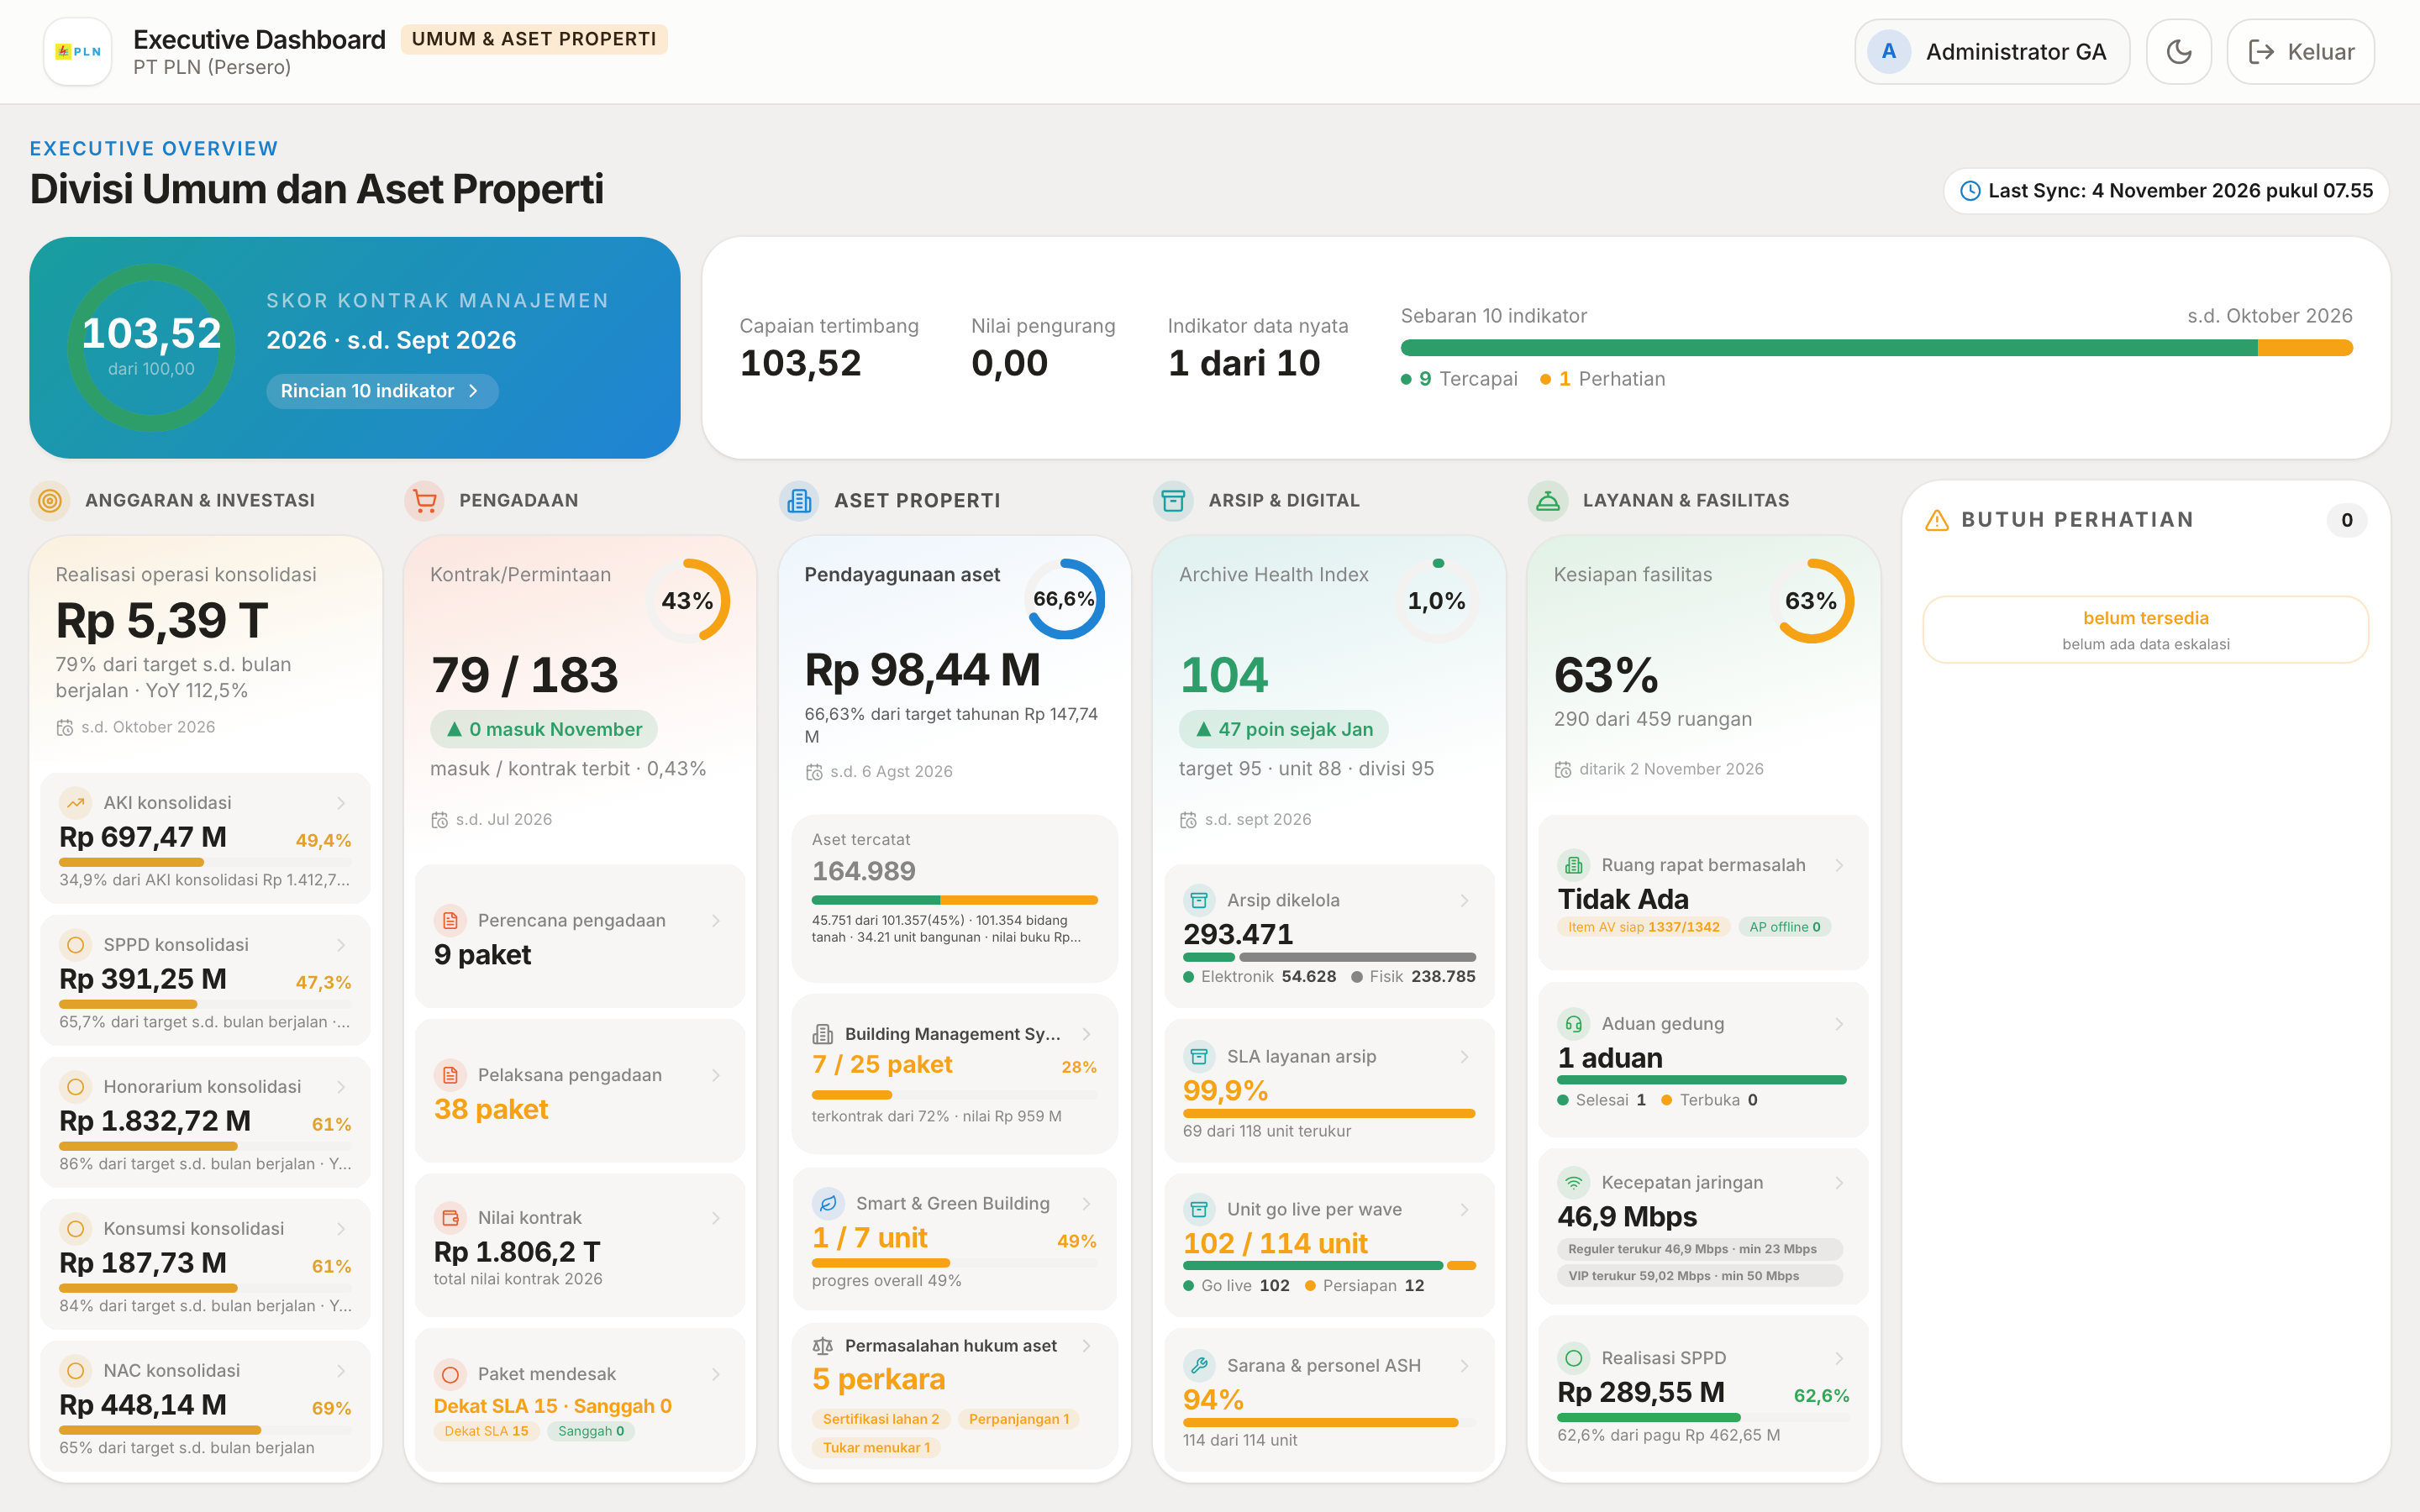 PLN
Executive Dashboard
UMUM & ASET PROPERTI
PT PLN (Persero)
A
Administrator GA
Keluar
EXECUTIVE OVERVIEW
Divisi Umum dan Aset Properti
Last Sync: 4 November 2026 pukul 07.55
103,52
dari 100,00
SKOR KONTRAK MANAJEMEN
2026 · s.d. Sept 2026
Rincian 10 indikator
Capaian tertimbang
103,52
Nilai pengurang
0,00
Indikator data nyata
1 dari 10
Sebaran 10 indikator
s.d. Oktober 2026
9 Tercapai
1 Perhatian
ANGGARAN & INVESTASI
Realisasi operasi konsolidasi
Rp 5,39 T
79% dari target s.d. bulan
berjalan · YoY 112,5%
s.d. Oktober 2026
AKI konsolidasi
Rp 697,47 M
49,4%
34,9% dari AKI konsolidasi Rp 1.412,7...
SPPD konsolidasi
Rp 391,25 M
47,3%
65,7% dari target s.d. bulan berjalan ·...
Honorarium konsolidasi
Rp 1.832,72 M
61%
86% dari target s.d. bulan berjalan · Y...
Konsumsi konsolidasi
Rp 187,73 M
61%
84% dari target s.d. bulan berjalan · Y...
NAC konsolidasi
Rp 448,14 M
69%
65% dari target s.d. bulan berjalan
PENGADAAN
Kontrak/Permintaan
43%
79 / 183
▲ 0 masuk November
masuk / kontrak terbit · 0,43%
s.d. Jul 2026
Perencana pengadaan
9 paket
Pelaksana pengadaan
38 paket
Nilai kontrak
Rp 1.806,2 T
total nilai kontrak 2026
Paket mendesak
Dekat SLA 15 · Sanggah 0
Dekat SLA 15
Sanggah 0
ASET PROPERTI
Pendayagunaan aset
66,6%
Rp 98,44 M
66,63% dari target tahunan Rp 147,74
M
s.d. 6 Agst 2026
Aset tercatat
164.989
45.751 dari 101.357(45%) · 101.354 bidang
tanah · 34.21 unit bangunan · nilai buku Rp...
Building Management Sy...
7 / 25 paket
28%
terkontrak dari 72% · nilai Rp 959 M
Smart & Green Building
1 / 7 unit
49%
progres overall 49%
Permasalahan hukum aset
5 perkara
Sertifikasi lahan 2
Perpanjangan 1
Tukar menukar 1
ARSIP & DIGITAL
Archive Health Index
1,0%
104
▲ 47 poin sejak Jan
target 95 · unit 88 · divisi 95
s.d. sept 2026
Arsip dikelola
293.471
Elektronik 54.628
Fisik 238.785
SLA layanan arsip
99,9%
69 dari 118 unit terukur
Unit go live per wave
102 / 114 unit
Go live 102
Persiapan 12
Sarana & personel ASH
94%
114 dari 114 unit
LAYANAN & FASILITAS
Kesiapan fasilitas
63%
63%
290 dari 459 ruangan
ditarik 2 November 2026
Ruang rapat bermasalah
Tidak Ada
Item AV siap 1337/1342
AP offline 0
Aduan gedung
1 aduan
Selesai 1
Terbuka 0
Kecepatan jaringan
46,9 Mbps
Reguler terukur 46,9 Mbps · min 23 Mbps
VIP terukur 59,02 Mbps · min 50 Mbps
Realisasi SPPD
Rp 289,55 M
62,6%
62,6% dari pagu Rp 462,65 M
BUTUH PERHATIAN
0
belum tersedia
belum ada data eskalasi